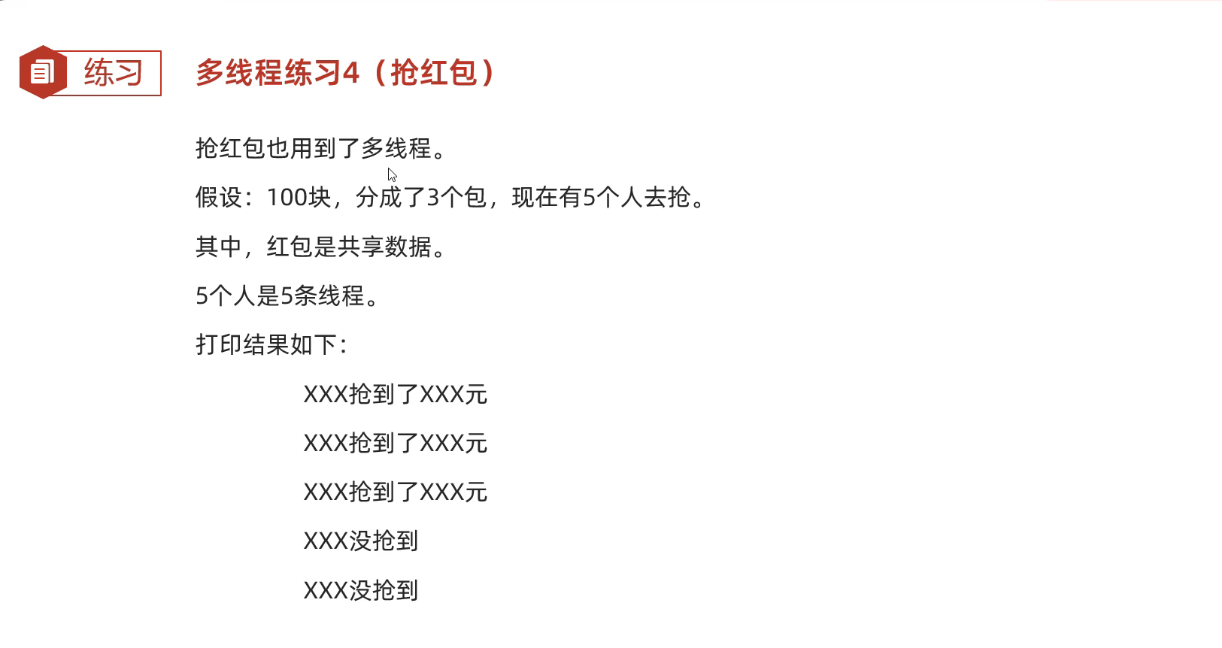 练习
多线程练习4（抢红包）
抢红包也用到了多线程。
假设：100块，分成了3个包，现在有5个人去抢。
其中，红包是共享数据。
5个人是5条线程。
打印结果如下：
XXX抢到了XXX元
XXX抢到了XXX元
XXX抢到了XXX元
XXX没抢到
XXX没抢到